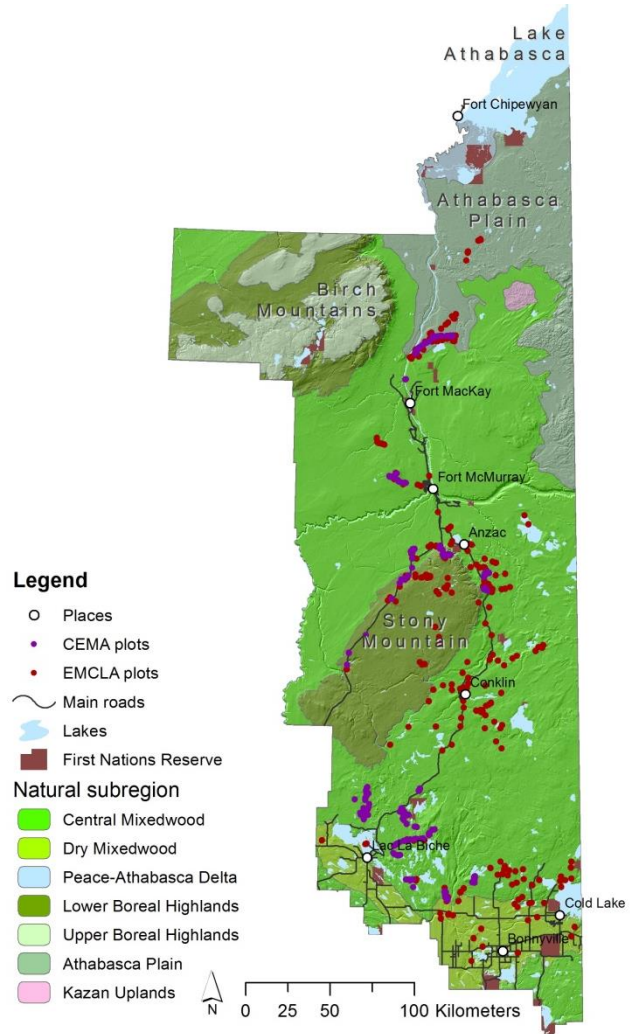 Lake
Athabasca
Fort Chipewyan
Athabasca
Plain
Birch
Mountains
Fort MacKay
Fort McMurray
Anzac
Stony
Mountain
Conklin
Lac La Biche
Cold Lake
Bonnyville
Legend
Places
CEMA plots
EMCLA plots
Main roads
Lakes
First Nations Reserve
Natural subregion
Central Mixedwood
Dry Mixedwood
Peace-Athabasca Delta
Lower Boreal Highlands
Upper Boreal Highlands
Athabasca Plain
Kazan Uplands
N
0 25 50 100 Kilometers